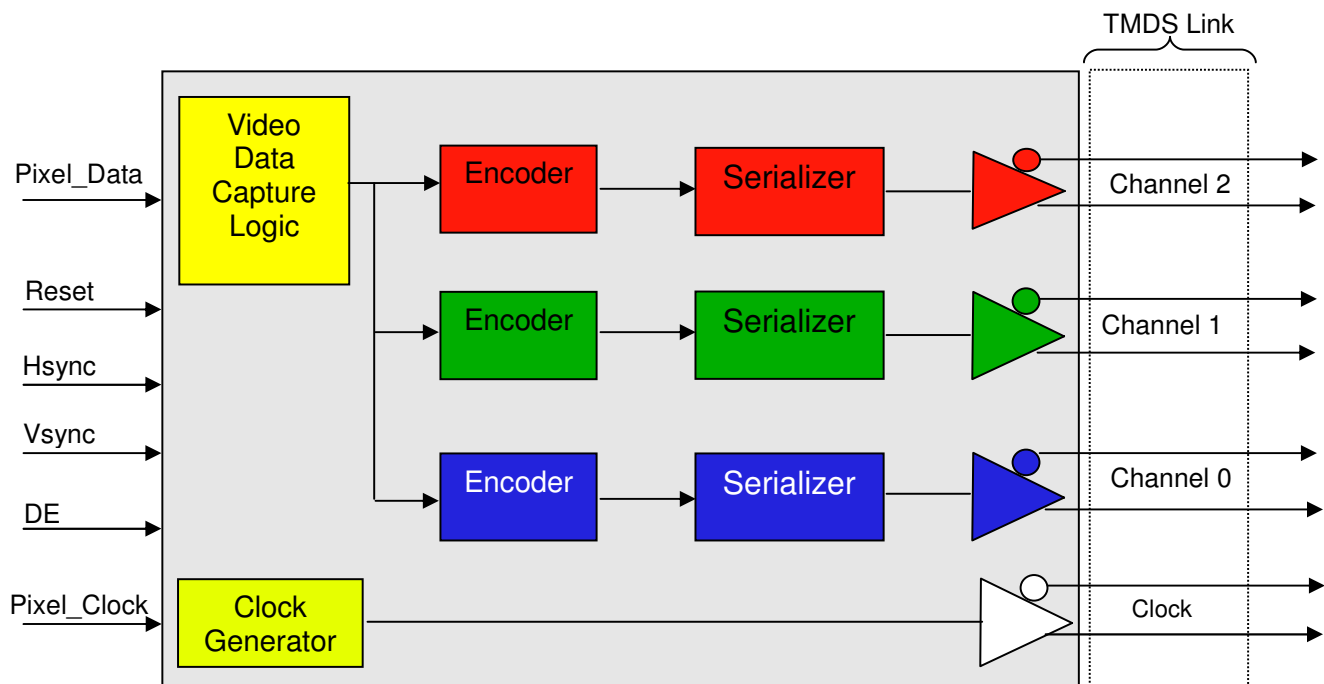 TMDS Link
Video
Data
Capture
Logic
Pixel_Data
Encoder
Serializer
Channel 2
Reset
Encoder
Serializer
Channel 1
Hsync
Vsync
Encoder
Serializer
Channel 0
DE
Pixel_Clock
Clock
Generator
Clock